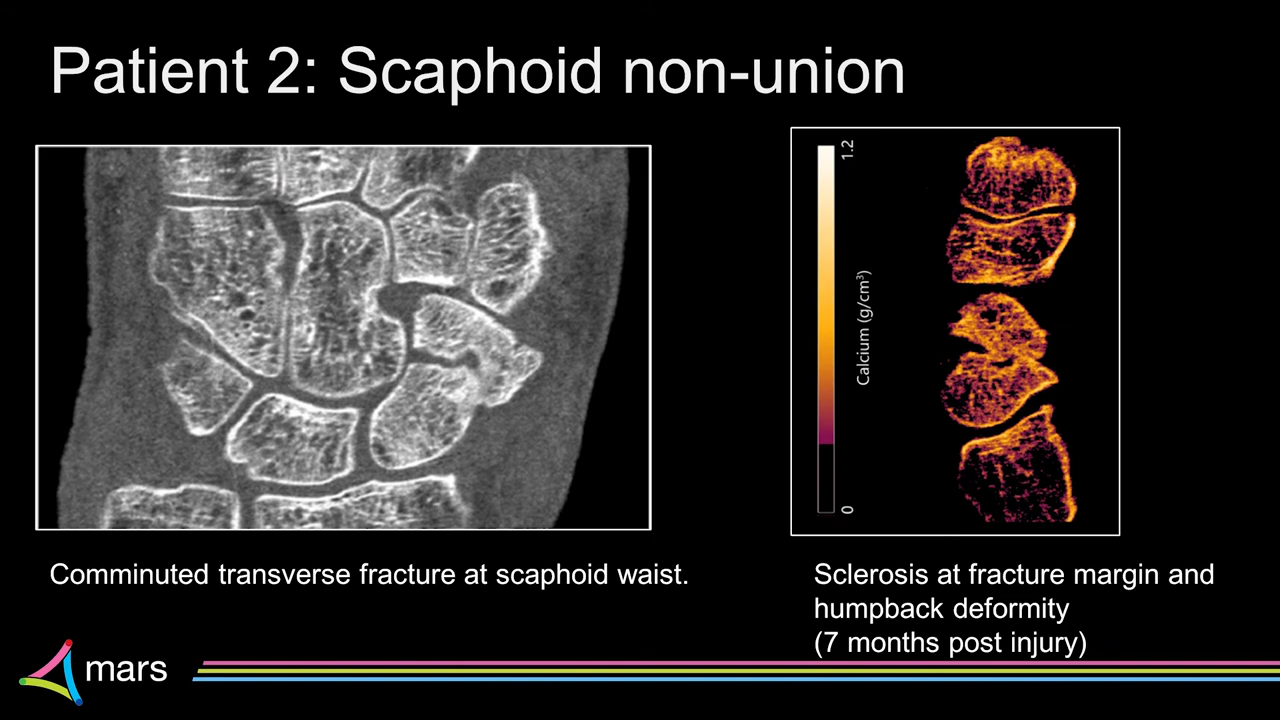 Patient 2: Scaphoid non-union
1.2
Calcium (g/cm³)
0
Comminuted transverse fracture at scaphoid waist.
Sclerosis at fracture margin and
humpback deformity
(7 months post injury)
mars